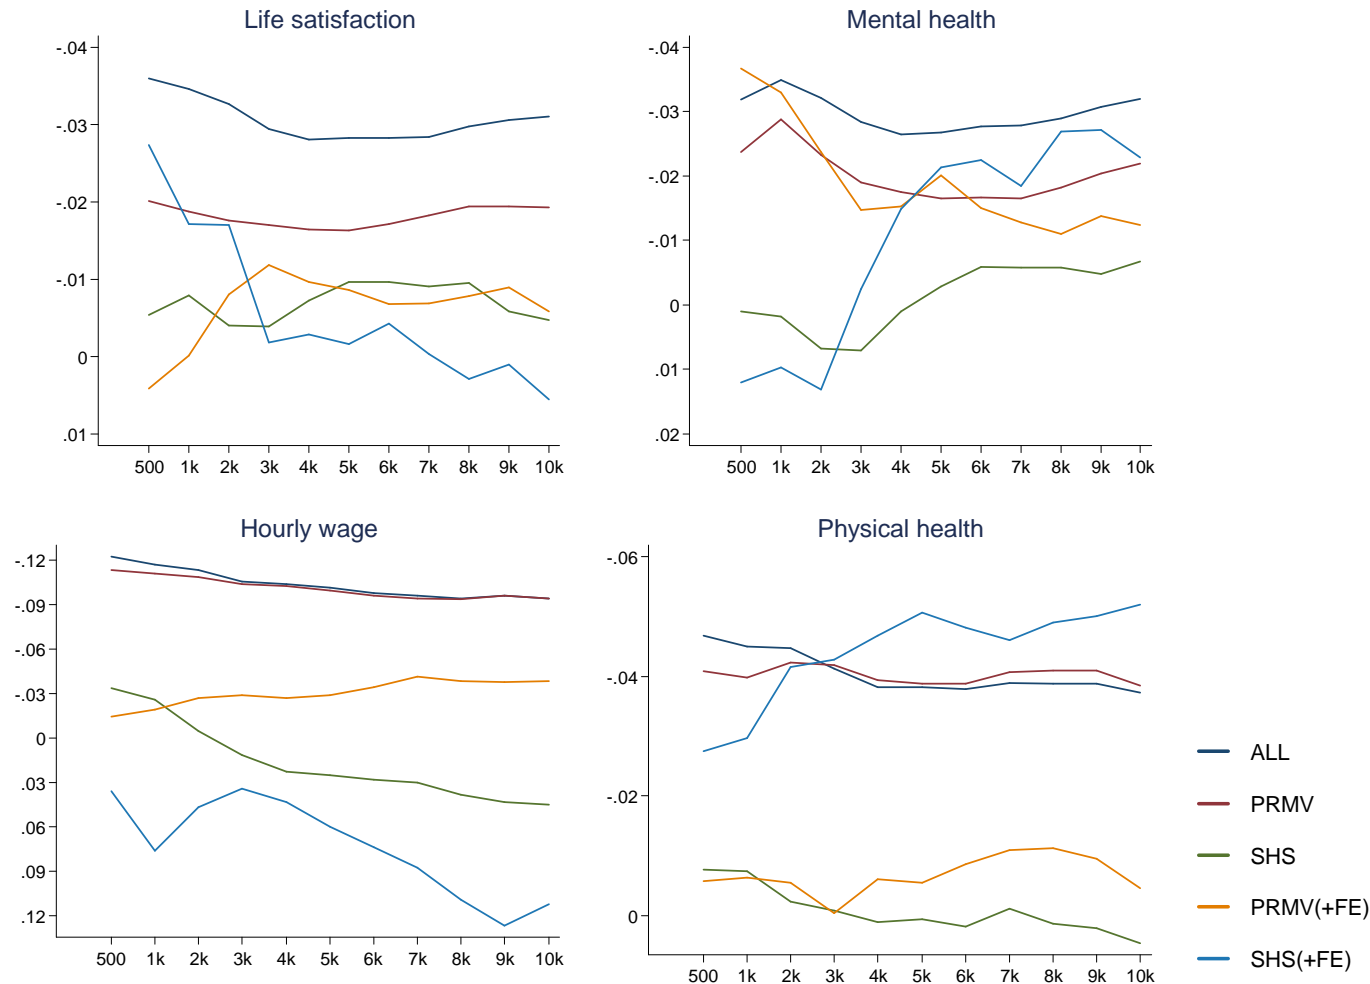 Life satisfaction
-.04
-.03
-.02
-.01
0
.01
500 1k 2k 3k 4k 5k 6k 7k 8k 9k 10k
Mental health
-.04
-.03
-.02
-.01
0
.01
.02
500 1k 2k 3k 4k 5k 6k 7k 8k 9k 10k
Hourly wage
-.12
-.09
-.06
-.03
0
.03
.06
.09
.12
500 1k 2k 3k 4k 5k 6k 7k 8k 9k 10k
Physical health
-.06
-.04
-.02
0
500 1k 2k 3k 4k 5k 6k 7k 8k 9k 10k
ALL
PRMV
SHS
PRMV(+FE)
SHS(+FE)